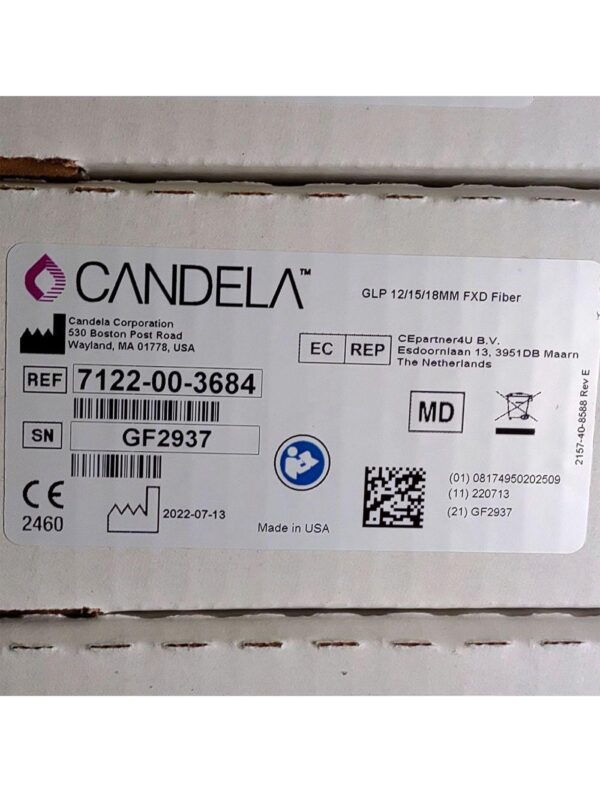 CANDELA™
GLP 12/15/18MM FXD Fiber
Candela Corporation
530 Boston Post Road
Wayland, MA 01778, USA
EC REP
CEpartner4U B.V.
Esdoornlaan 13, 3951DB Maarn
The Netherlands
REF 7122-00-3684
MD
SN GF2937
2157-40-8588 Rev E
CE
2460
2022-07-13
Made in USA
(01) 08174950202509
(11) 220713
(21) GF2937